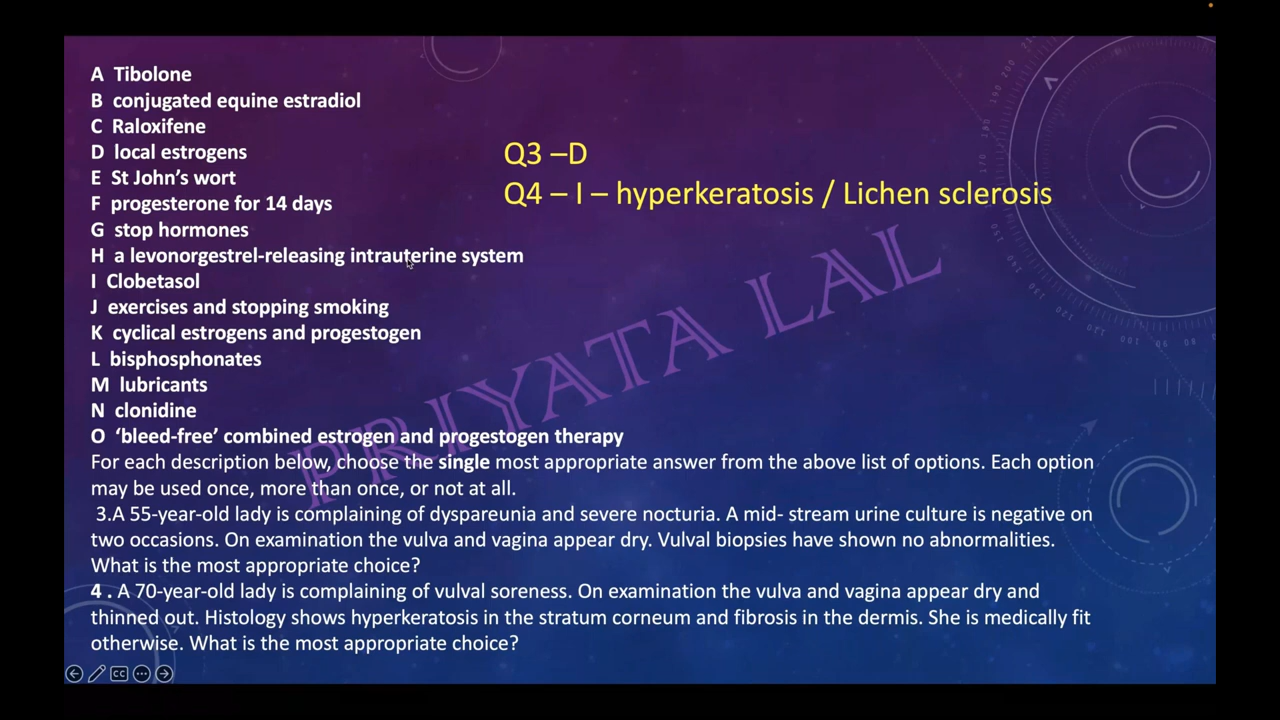 A Tibolone
B conjugated equine estradiol
C Raloxifene
D local estrogens
E St John’s wort
F progesterone for 14 days
G stop hormones
H a levonorgestrel-releasing intrauterine system
I Clobetasol
J exercises and stopping smoking
K cyclical estrogens and progestogen
L bisphosphonates
M lubricants
N clonidine
O ‘bleed-free’ combined estrogen and progestogen therapy
For each description below, choose the single most appropriate answer from the above list of options. Each option
may be used once, more than once, or not at all.
3.A 55-year-old lady is complaining of dyspareunia and severe nocturia. A mid- stream urine culture is negative on
two occasions. On examination the vulva and vagina appear dry. Vulval biopsies have shown no abnormalities.
What is the most appropriate choice?
4 . A 70-year-old lady is complaining of vulval soreness. On examination the vulva and vagina appear dry and
thinned out. Histology shows hyperkeratosis in the stratum corneum and fibrosis in the dermis. She is medically fit
otherwise. What is the most appropriate choice?
Q3 –D
Q4 – I – hyperkeratosis / Lichen sclerosis
PRIYATA LAL
CC